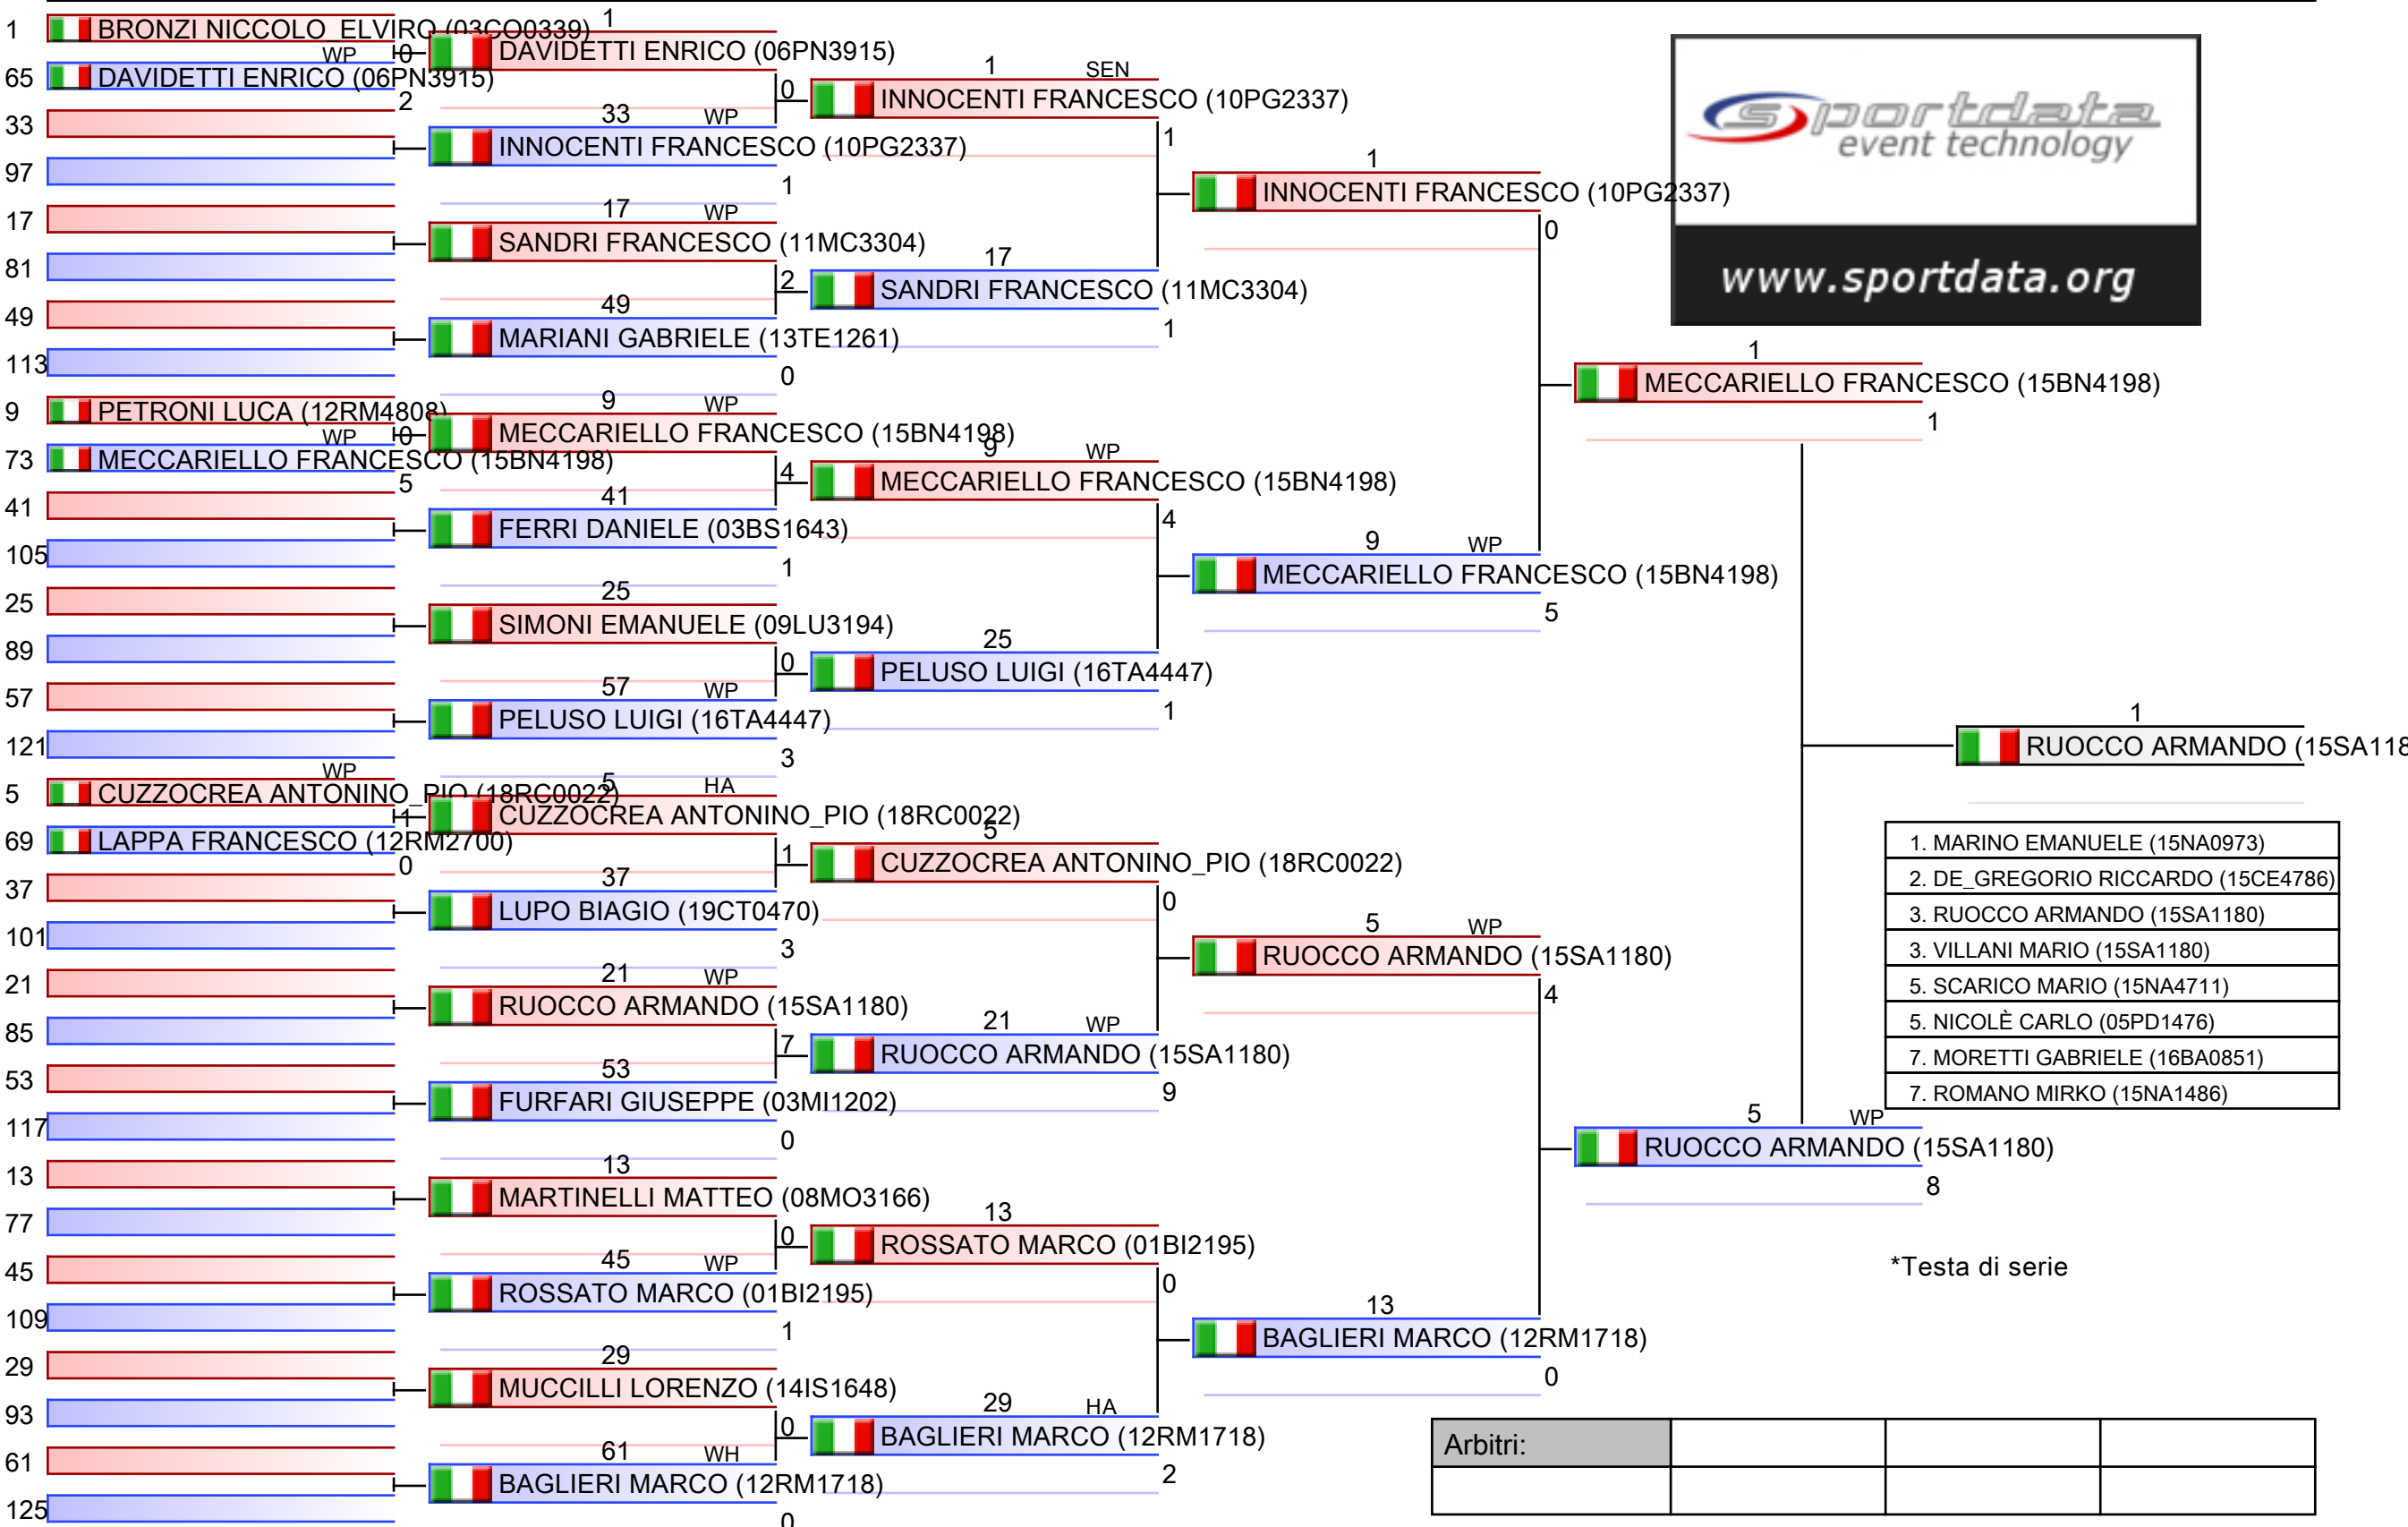 1 BRONZI NICCOLO_ELVIRO (03CO0339)
WP 0
65 DAVIDETTI ENRICO (06PN3915)
2
33
97
17
81
49
113
9 PETRONI LUCA (12RM4808)
WP 0
73 MECCARIELLO FRANCESCO (15BN4198)
5
41
105
25
89
57
121
WP
5 CUZZOCREA ANTONINO_PIO (18RC0022)
1
69 LAPPA FRANCESCO (12RM2700)
0
37
101
21
85
53
117
13
77
45
109
29
93
61
125
1
DAVIDETTI ENRICO (06PN3915)
0
33 WP
INNOCENTI FRANCESCO (10PG2337)
1
17 WP
SANDRI FRANCESCO (11MC3304)
2
49
MARIANI GABRIELE (13TE1261)
0
9 WP
MECCARIELLO FRANCESCO (15BN4198)
4
41
FERRI DANIELE (03BS1643)
1
25
SIMONI EMANUELE (09LU3194)
0
57 WP
PELUSO LUIGI (16TA4447)
3
5 HA
CUZZOCREA ANTONINO_PIO (18RC0022)
1
37
LUPO BIAGIO (19CT0470)
3
21 WP
RUOCCO ARMANDO (15SA1180)
7
53
FURFARI GIUSEPPE (03MI1202)
0
13
MARTINELLI MATTEO (08MO3166)
0
45 WP
ROSSATO MARCO (01BI2195)
1
29
MUCCILLI LORENZO (14IS1648)
0
61 WH
BAGLIERI MARCO (12RM1718)
0
1 SEN
INNOCENTI FRANCESCO (10PG2337)
1
17
SANDRI FRANCESCO (11MC3304)
1
9 WP
MECCARIELLO FRANCESCO (15BN4198)
4
25
PELUSO LUIGI (16TA4447)
1
5
CUZZOCREA ANTONINO_PIO (18RC0022)
0
21 WP
RUOCCO ARMANDO (15SA1180)
9
13
ROSSATO MARCO (01BI2195)
0
29 HA
BAGLIERI MARCO (12RM1718)
2
1
INNOCENTI FRANCESCO (10PG2337)
0
9 WP
MECCARIELLO FRANCESCO (15BN4198)
5
5 WP
RUOCCO ARMANDO (15SA1180)
4
13
BAGLIERI MARCO (12RM1718)
0
sportdata
event technology
www.sportdata.org
1
MECCARIELLO FRANCESCO (15BN4198)
1
5 WP
RUOCCO ARMANDO (15SA1180)
8
1
RUOCCO ARMANDO (15SA118
1. MARINO EMANUELE (15NA0973)
2. DE_GREGORIO RICCARDO (15CE4786)
3. RUOCCO ARMANDO (15SA1180)
3. VILLANI MARIO (15SA1180)
5. SCARICO MARIO (15NA4711)
5. NICOLÈ CARLO (05PD1476)
7. MORETTI GABRIELE (16BA0851)
7. ROMANO MIRKO (15NA1486)
*Testa di serie
Arbitri: